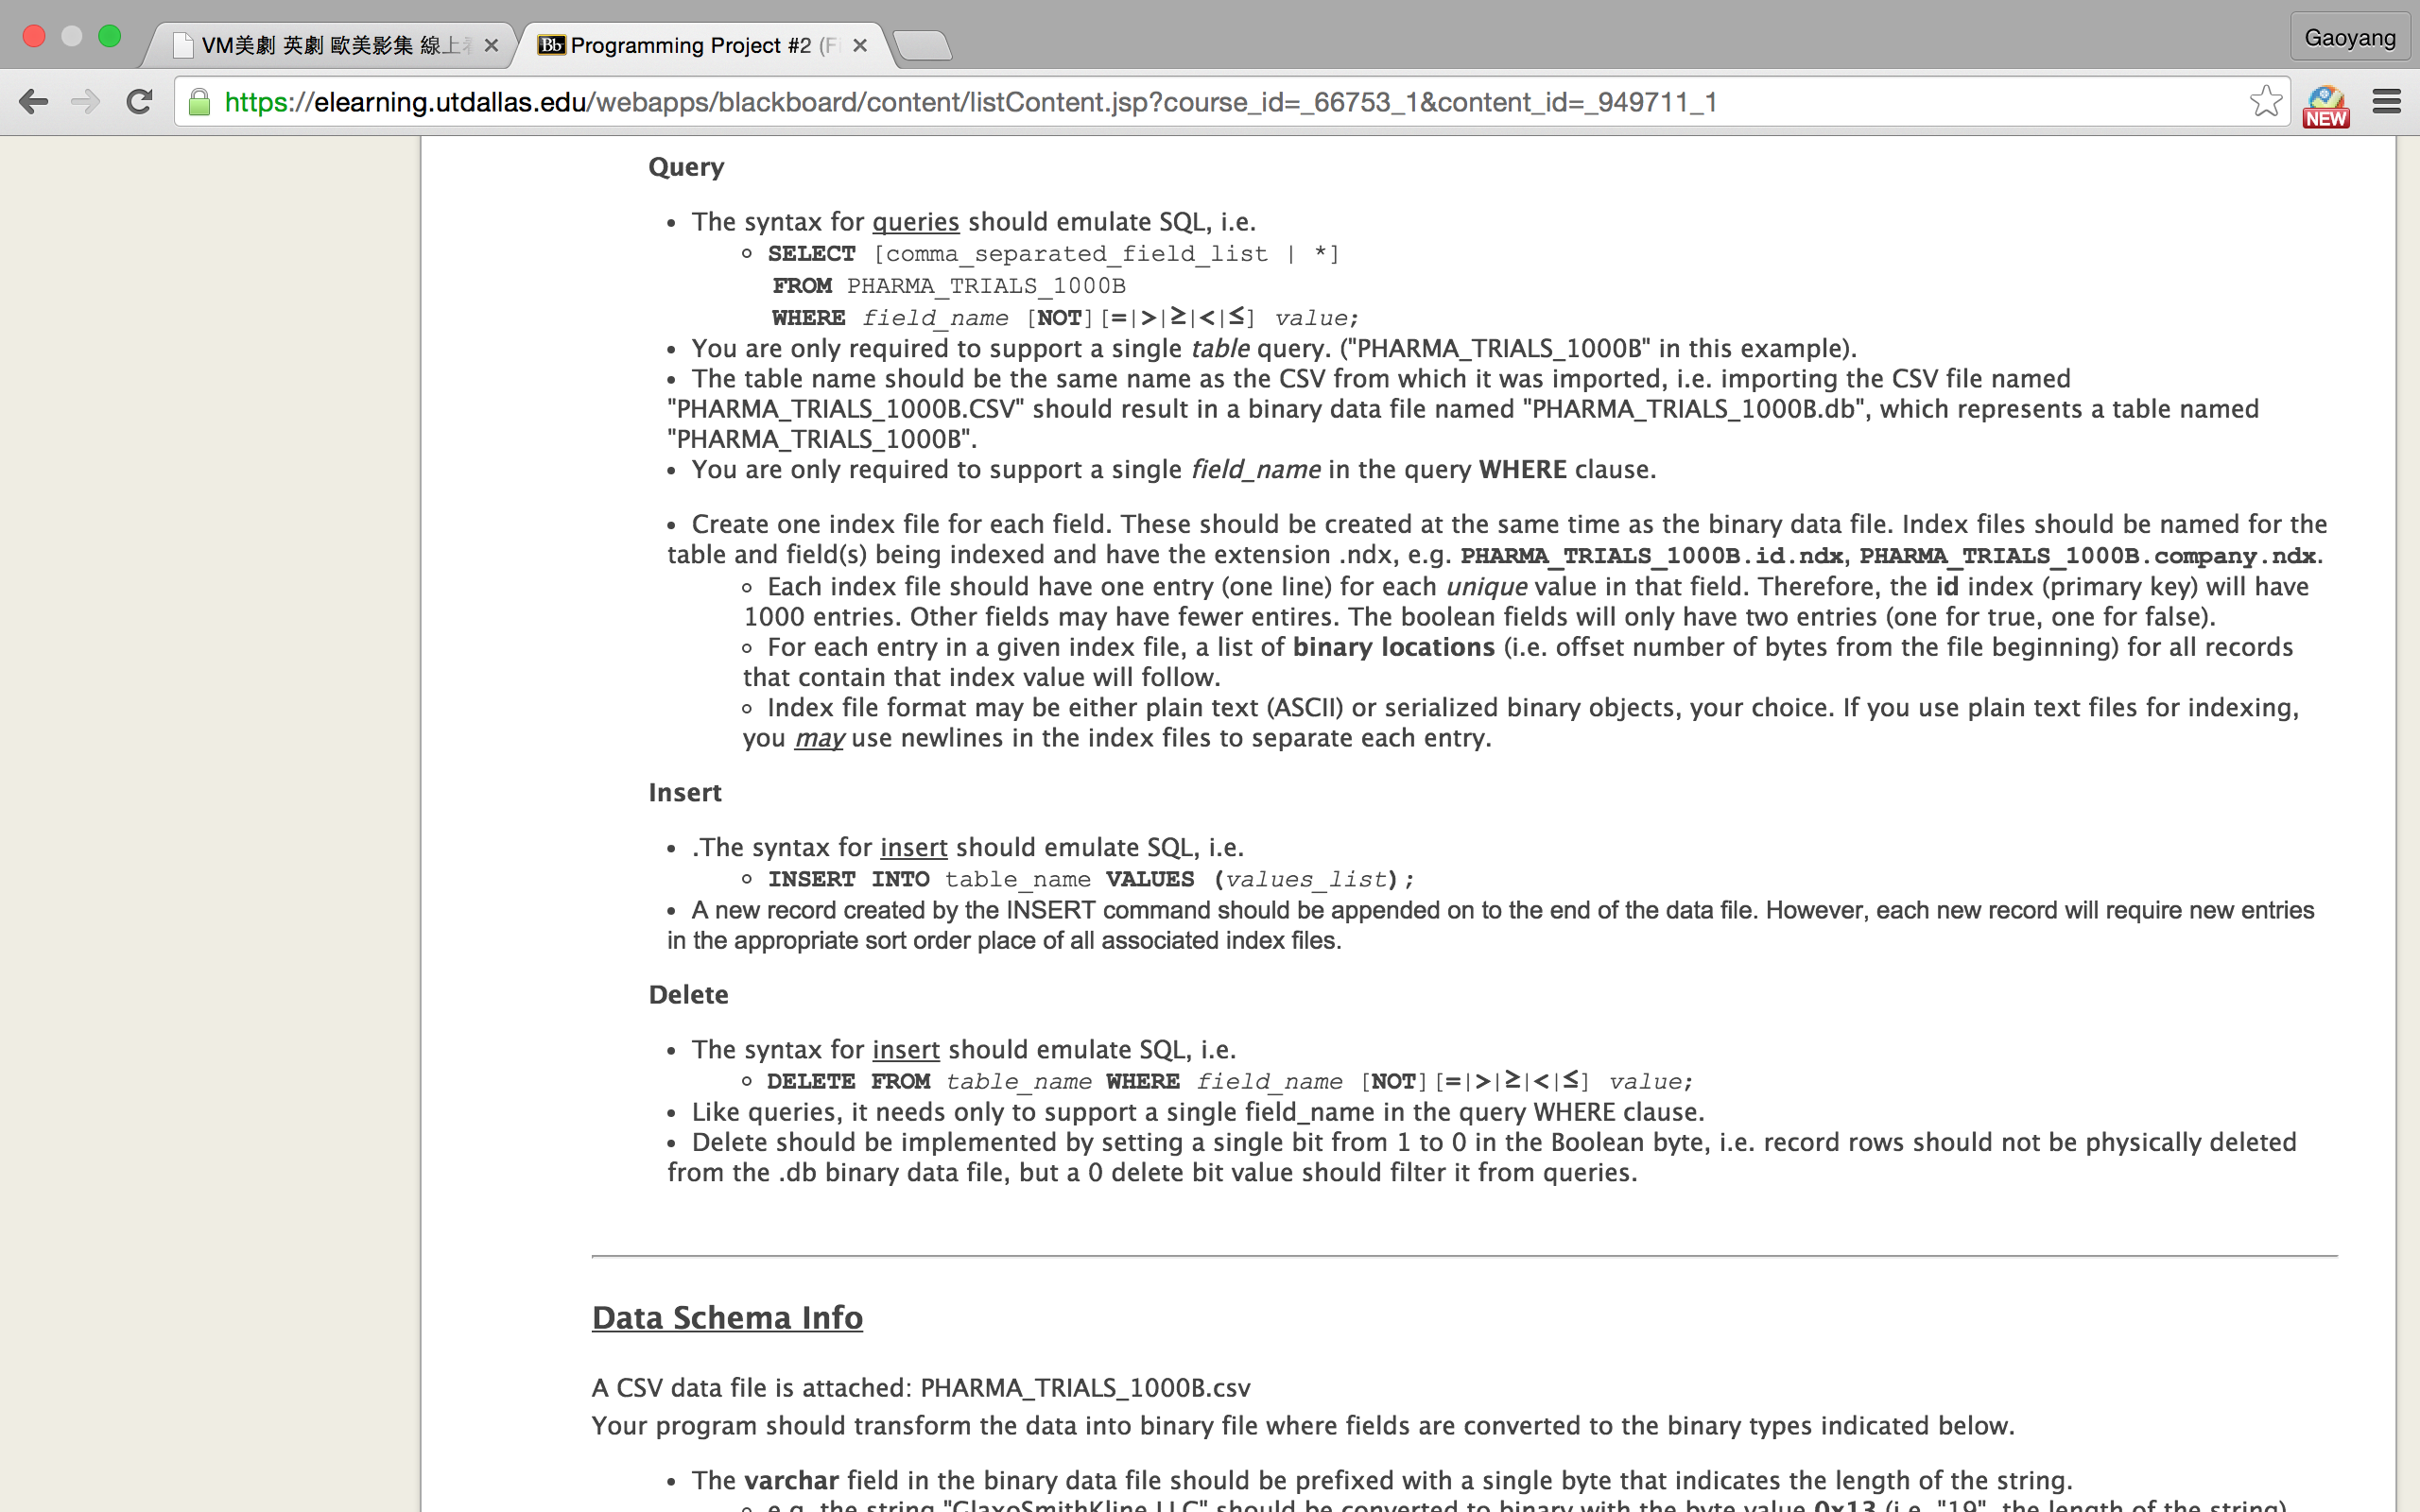 VM美劇 英劇 歐美影集 線上
Programming Project #2 (F
Gaoyang
https://elearning.utdallas.edu/webapps/blackboard/content/listContent.jsp?course_id=_66753_1&content_id=_949711_1
NEW
Query
• The syntax for queries should emulate SQL, i.e.
◦ SELECT [comma_separated_field_list | *]
FROM PHARMA_TRIALS_1000B
WHERE field_name [NOT][=|>|≥|<|≤] value;
• You are only required to support a single table query. ("PHARMA_TRIALS_1000B" in this example).
• The table name should be the same name as the CSV from which it was imported, i.e. importing the CSV file named
"PHARMA_TRIALS_1000B.CSV" should result in a binary data file named "PHARMA_TRIALS_1000B.db", which represents a table named
"PHARMA_TRIALS_1000B".
• You are only required to support a single field_name in the query WHERE clause.
• Create one index file for each field. These should be created at the same time as the binary data file. Index files should be named for the
table and field(s) being indexed and have the extension .ndx, e.g. PHARMA_TRIALS_1000B.id.ndx, PHARMA_TRIALS_1000B.company.ndx.
◦ Each index file should have one entry (one line) for each unique value in that field. Therefore, the id index (primary key) will have
1000 entries. Other fields may have fewer entires. The boolean fields will only have two entries (one for true, one for false).
◦ For each entry in a given index file, a list of binary locations (i.e. offset number of bytes from the file beginning) for all records
that contain that index value will follow.
◦ Index file format may be either plain text (ASCII) or serialized binary objects, your choice. If you use plain text files for indexing,
you may use newlines in the index files to separate each entry.
Insert
• .The syntax for insert should emulate SQL, i.e.
◦ INSERT INTO table_name VALUES (values_list);
• A new record created by the INSERT command should be appended on to the end of the data file. However, each new record will require new entries
in the appropriate sort order place of all associated index files.
Delete
• The syntax for insert should emulate SQL, i.e.
◦ DELETE FROM table_name WHERE field_name [NOT][=|>|≥|<|≤] value;
• Like queries, it needs only to support a single field_name in the query WHERE clause.
• Delete should be implemented by setting a single bit from 1 to 0 in the Boolean byte, i.e. record rows should not be physically deleted
from the .db binary data file, but a 0 delete bit value should filter it from queries.
Data Schema Info
A CSV data file is attached: PHARMA_TRIALS_1000B.csv
Your program should transform the data into binary file where fields are converted to the binary types indicated below.
• The varchar field in the binary data file should be prefixed with a single byte that indicates the length of the string.
◦ e.g. the string "GlaxoSmithKline LLC" should be converted to binary with the byte value 0x13 (i.e. "19", the length of the string)